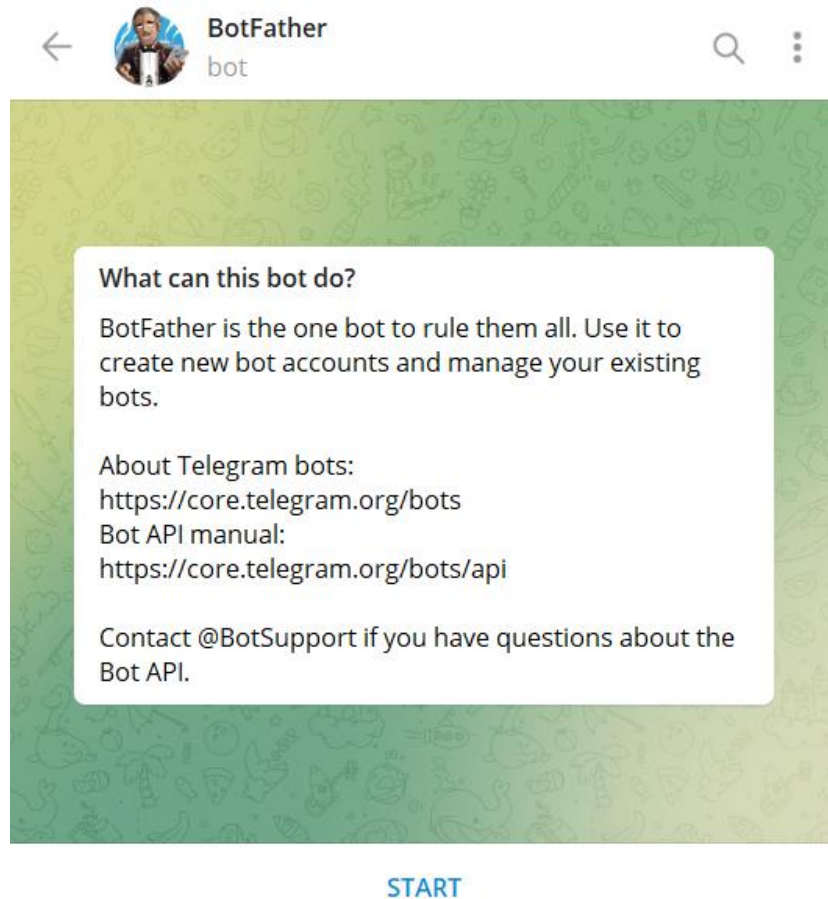 BotFather
bot
What can this bot do?
BotFather is the one bot to rule them all. Use it to
create new bot accounts and manage your existing
bots.
About Telegram bots:
https://core.telegram.org/bots
Bot API manual:
https://core.telegram.org/bots/api
Contact @BotSupport if you have questions about the
Bot API.
START